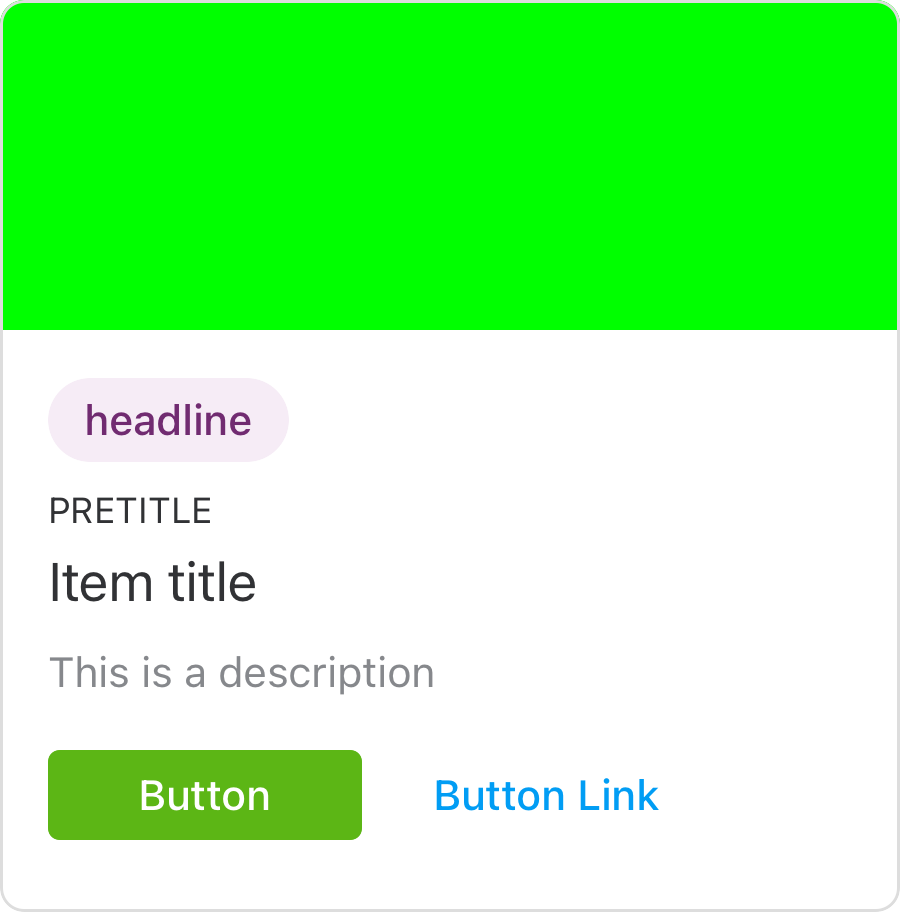 headline
PRETITLE
Item title
This is a description
Button
Button Link